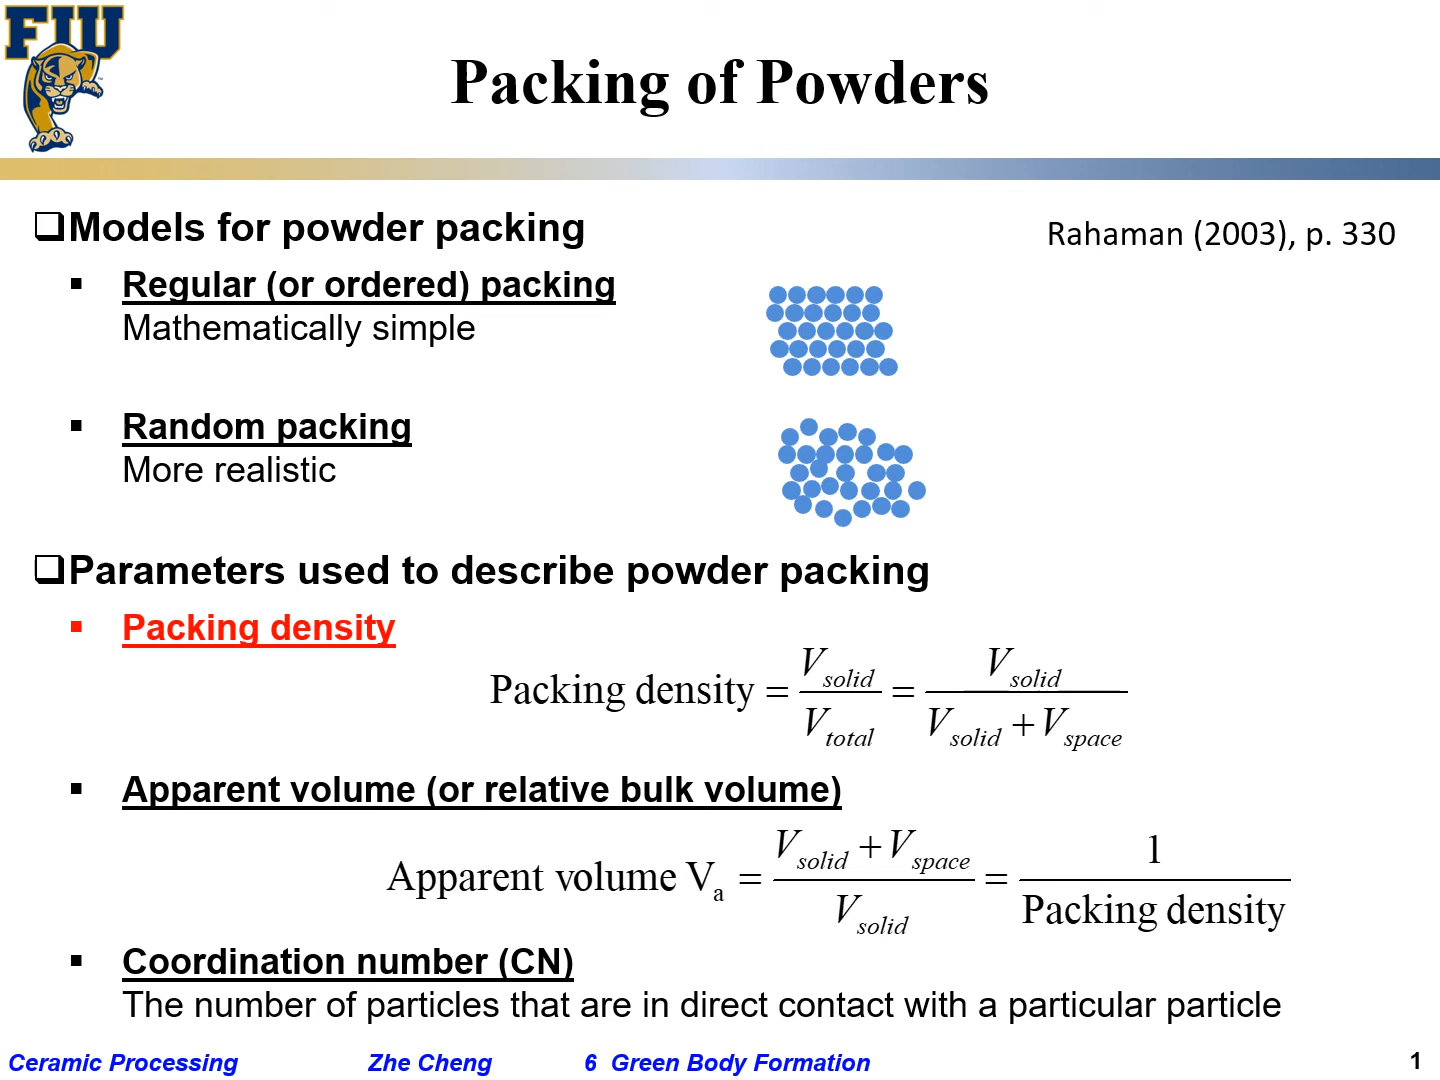 FIU
Packing of Powders
❑Models for powder packing
Rahaman (2003), p. 330
▪ Regular (or ordered) packing
Mathematically simple
▪ Random packing
More realistic
❑Parameters used to describe powder packing
▪ Packing density
Packing density = V_solid / V_total = V_solid / (V_solid + V_space)
▪ Apparent volume (or relative bulk volume)
Apparent volume V_a = (V_solid + V_space) / V_solid = 1 / Packing density
▪ Coordination number (CN)
The number of particles that are in direct contact with a particular particle
Ceramic Processing Zhe Cheng 6 Green Body Formation 1